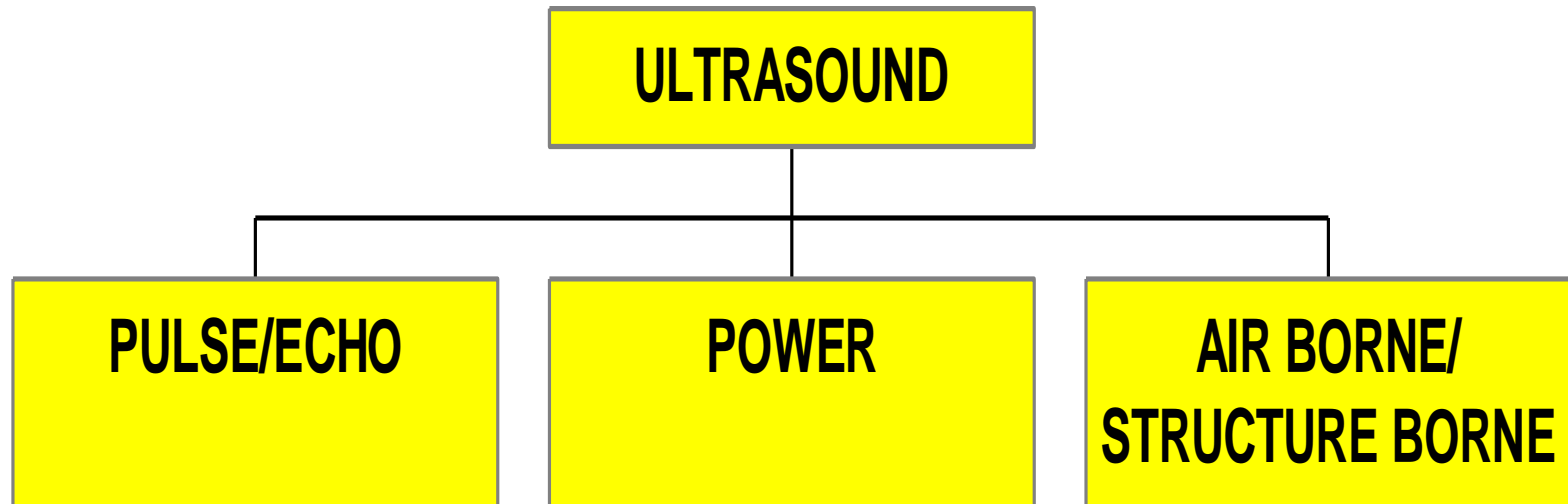 ULTRASOUND
PULSE/ECHO
POWER
AIR BORNE/
STRUCTURE BORNE